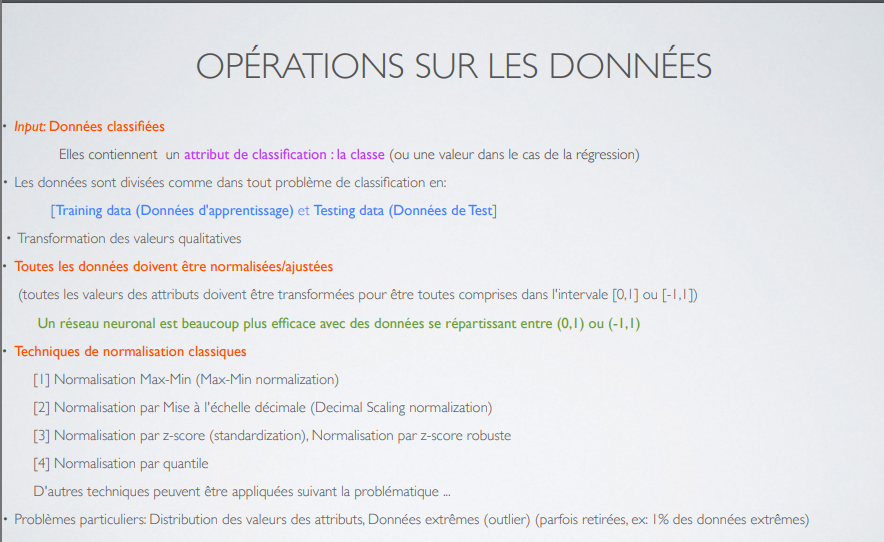 OPÉRATIONS SUR LES DONNÉES
• Input: Données classifiées
Elles contiennent un attribut de classification : la classe (ou une valeur dans le cas de la régression)
• Les données sont divisées comme dans tout problème de classification en:
[Training data (Données d'apprentissage) et Testing data (Données de Test]
• Transformation des valeurs qualitatives
• Toutes les données doivent être normalisées/ajustées
(toutes les valeurs des attributs doivent être transformées pour être toutes comprises dans l'intervale [0,1] ou [-1,1])
Un réseau neuronal est beaucoup plus efficace avec des données se répartissant entre (0,1) ou (-1,1)
• Techniques de normalisation classiques
[1] Normalisation Max-Min (Max-Min normalization)
[2] Normalisation par Mise à l'échelle décimale (Decimal Scaling normalization)
[3] Normalisation par z-score (standardization), Normalisation par z-score robuste
[4] Normalisation par quantile
D'autres techniques peuvent être appliquées suivant la problématique ...
• Problèmes particuliers: Distribution des valeurs des attributs, Données extrêmes (outlier) (parfois retirées, ex: 1% des données extrêmes)